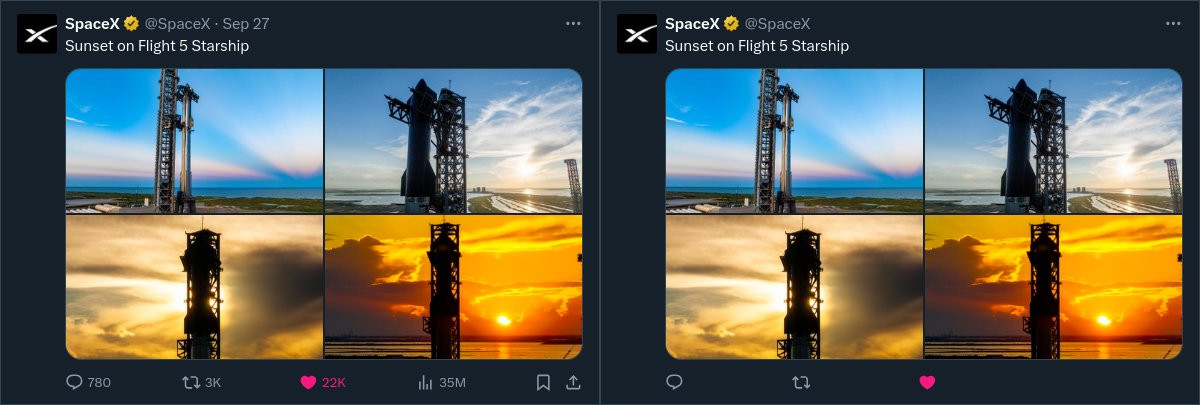 SpaceX @SpaceX · Sep 27
Sunset on Flight 5 Starship
780 3K 22K 35M
SpaceX @SpaceX
Sunset on Flight 5 Starship